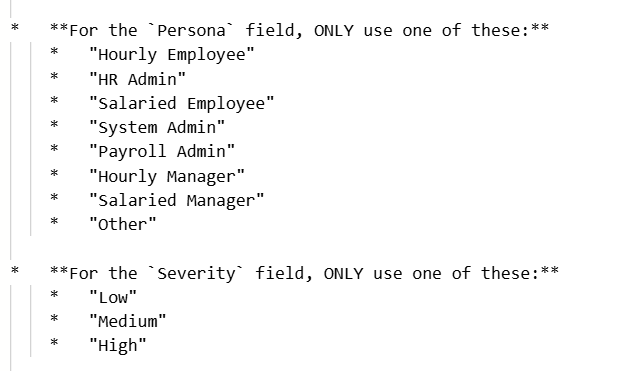 *   **For the `Persona` field, ONLY use one of these:**
    *   "Hourly Employee"
    *   "HR Admin"
    *   "Salaried Employee"
    *   "System Admin"
    *   "Payroll Admin"
    *   "Hourly Manager"
    *   "Salaried Manager"
    *   "Other"
*   **For the `Severity` field, ONLY use one of these:**
    *   "Low"
    *   "Medium"
    *   "High"